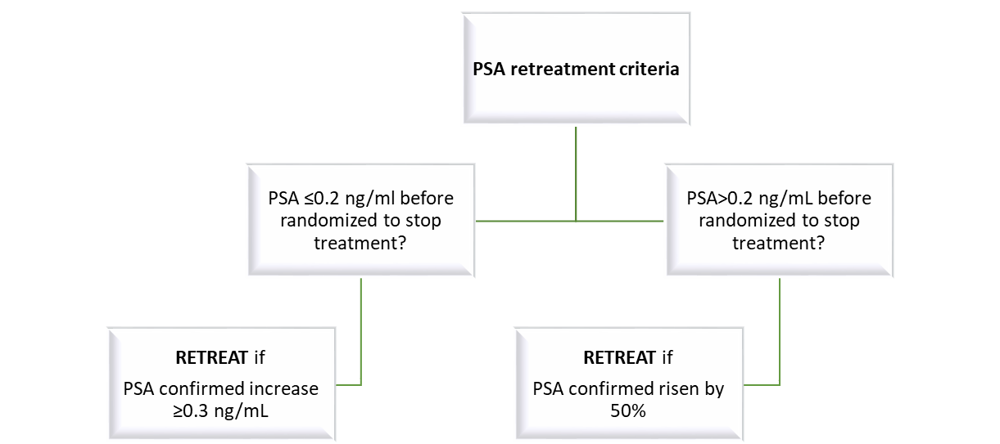 PSA retreatment criteria
PSA ≤0.2 ng/ml before
randomized to stop
treatment?
PSA>0.2 ng/mL before
randomized to stop
treatment?
RETREAT if
PSA confirmed increase
≥0.3 ng/mL
RETREAT if
PSA confirmed risen by
50%